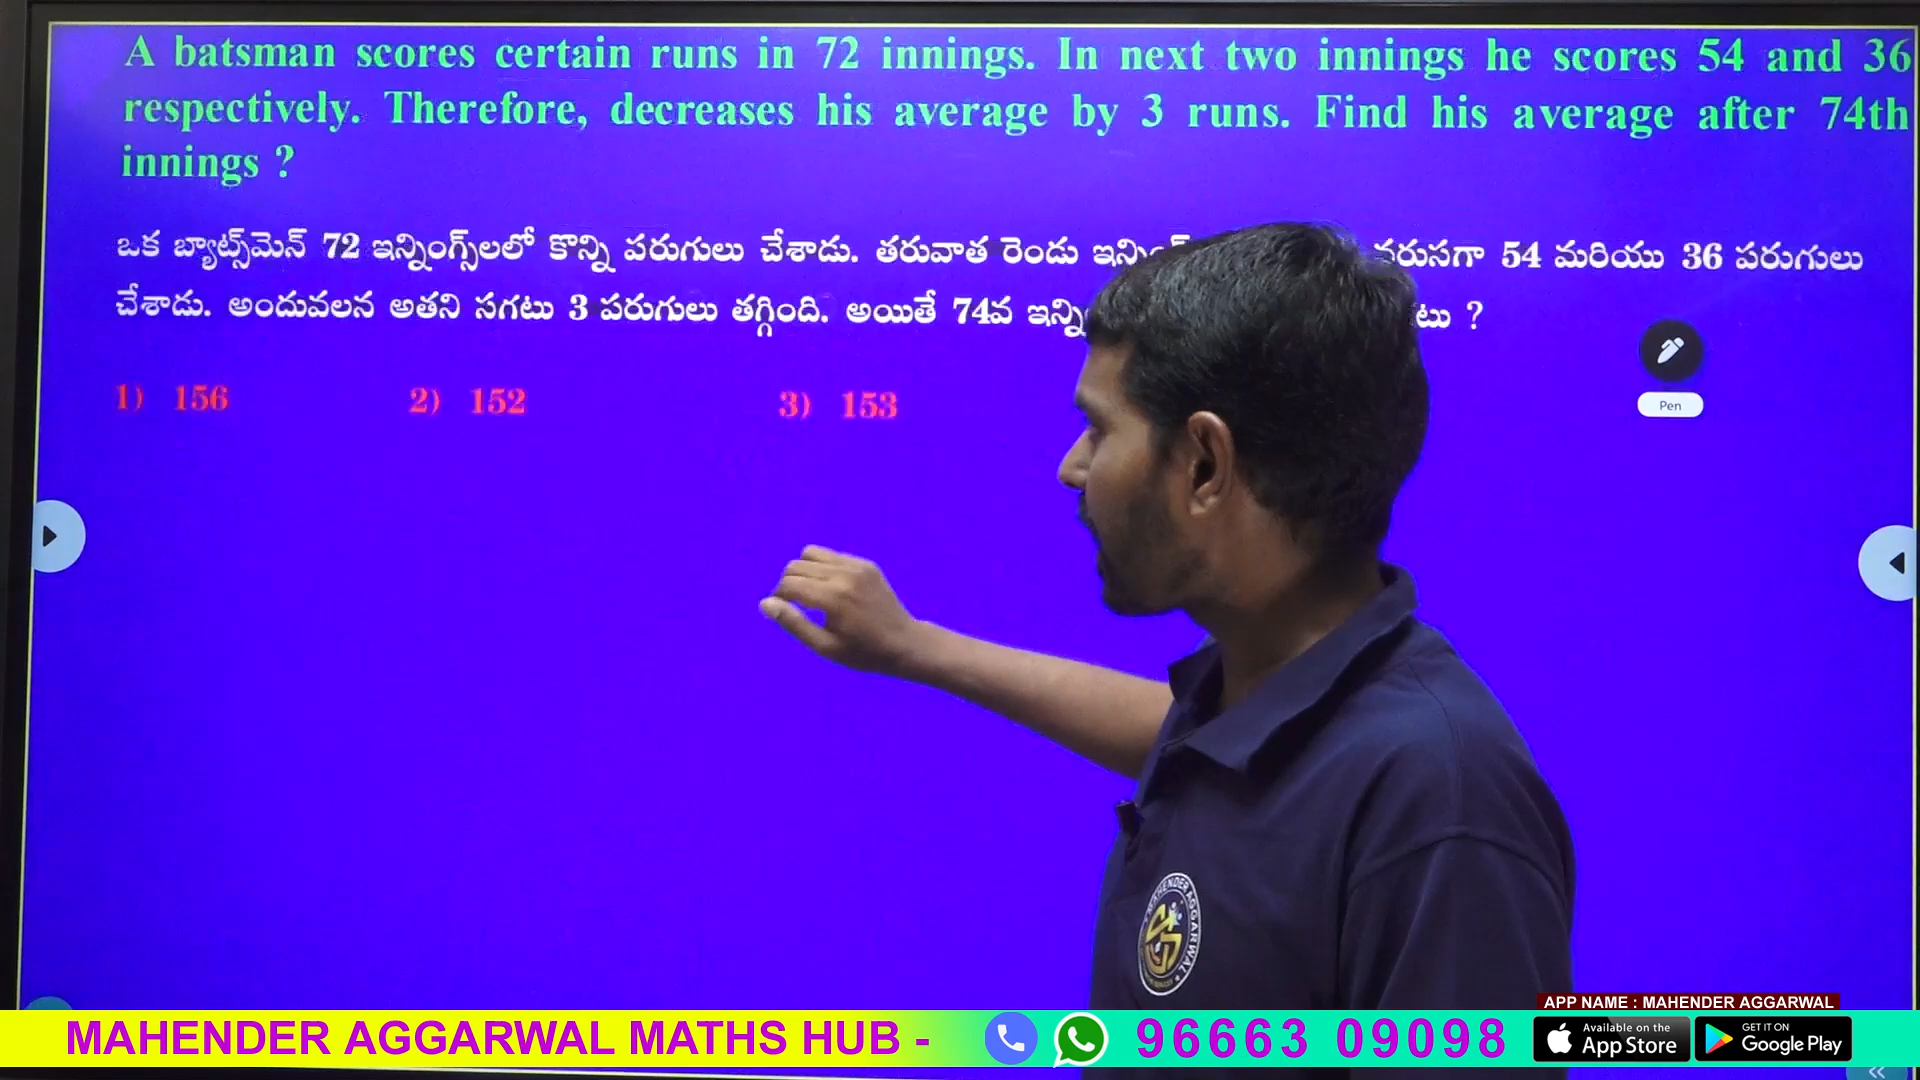 A batsman scores certain runs in 72 innings. In next two innings he scores 54 and 36
respectively. Therefore, decreases his average by 3 runs. Find his average after 74th
innings ?
ఒక బ్యాట్స్‌మెన్ 72 ఇన్నింగ్స్‌లలో కొన్ని పరుగులు చేశాడు. తరువాత రెండు వరుసగా 54 మరియు 36 పరుగులు
చేశాడు. అందువలన అతని సగటు 3 పరుగులు తగ్గింది. అయితే 74వ ?
1) 156 2) 152 3) 153
Pen
MAHENDER AGGARWAL
APP NAME : MAHENDER AGGARWAL
MAHENDER AGGARWAL MATHS HUB - 96663 09098
Available on the App Store
GET IT ON Google Play